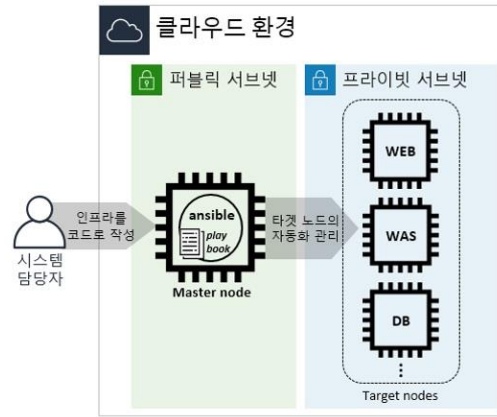 클라우드 환경
퍼블릭 서브넷
프라이빗 서브넷
시스템
담당자
인프라를
코드로 작성
ansible
play
book
Master node
타겟 노드의
자동화 관리
WEB
WAS
DB
Target nodes